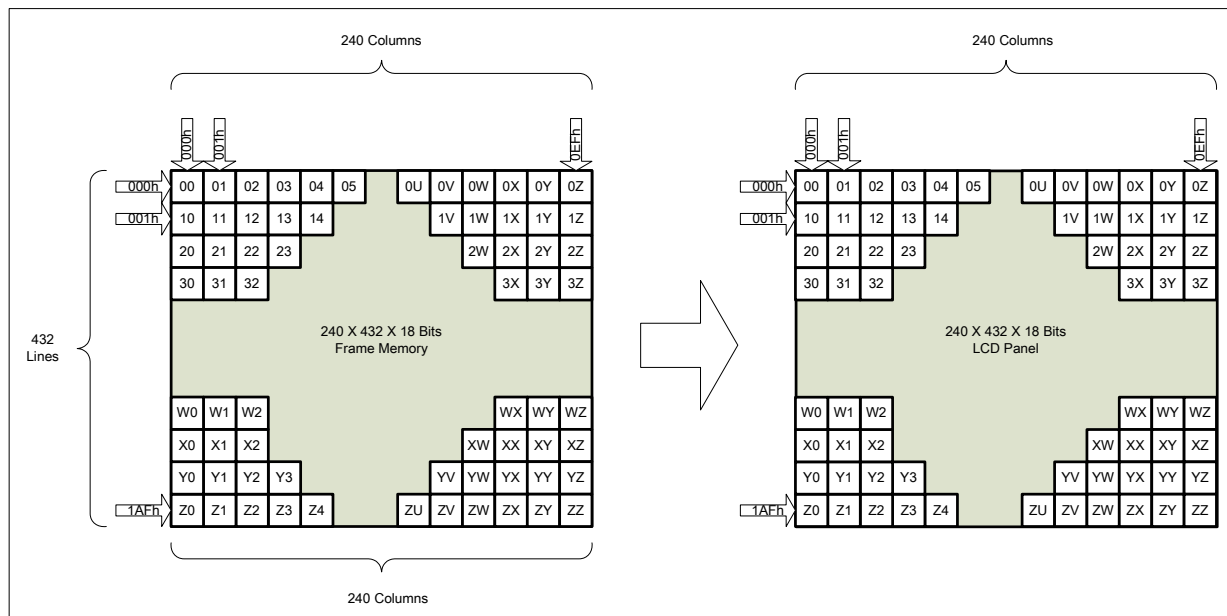 240 Columns 240 Columns
000h 001h 0EFh 000h 001h 0EFh
000h 00 01 02 03 04 05 0U 0V 0W 0X 0Y 0Z 000h 00 01 02 03 04 05 0U 0V 0W 0X 0Y 0Z
001h 10 11 12 13 14 1V 1W 1X 1Y 1Z 001h 10 11 12 13 14 1V 1W 1X 1Y 1Z
20 21 22 23 2W 2X 2Y 2Z 20 21 22 23 2W 2X 2Y 2Z
30 31 32 3X 3Y 3Z 30 31 32 3X 3Y 3Z
432
Lines
240 X 432 X 18 Bits
Frame Memory
240 X 432 X 18 Bits
LCD Panel
W0 W1 W2 WX WY WZ W0 W1 W2 WX WY WZ
X0 X1 X2 XW XX XY XZ X0 X1 X2 XW XX XY XZ
Y0 Y1 Y2 Y3 YV YW YX YY YZ Y0 Y1 Y2 Y3 YV YW YX YY YZ
1AFh Z0 Z1 Z2 Z3 Z4 ZU ZV ZW ZX ZY ZZ 1AFh Z0 Z1 Z2 Z3 Z4 ZU ZV ZW ZX ZY ZZ
240 Columns